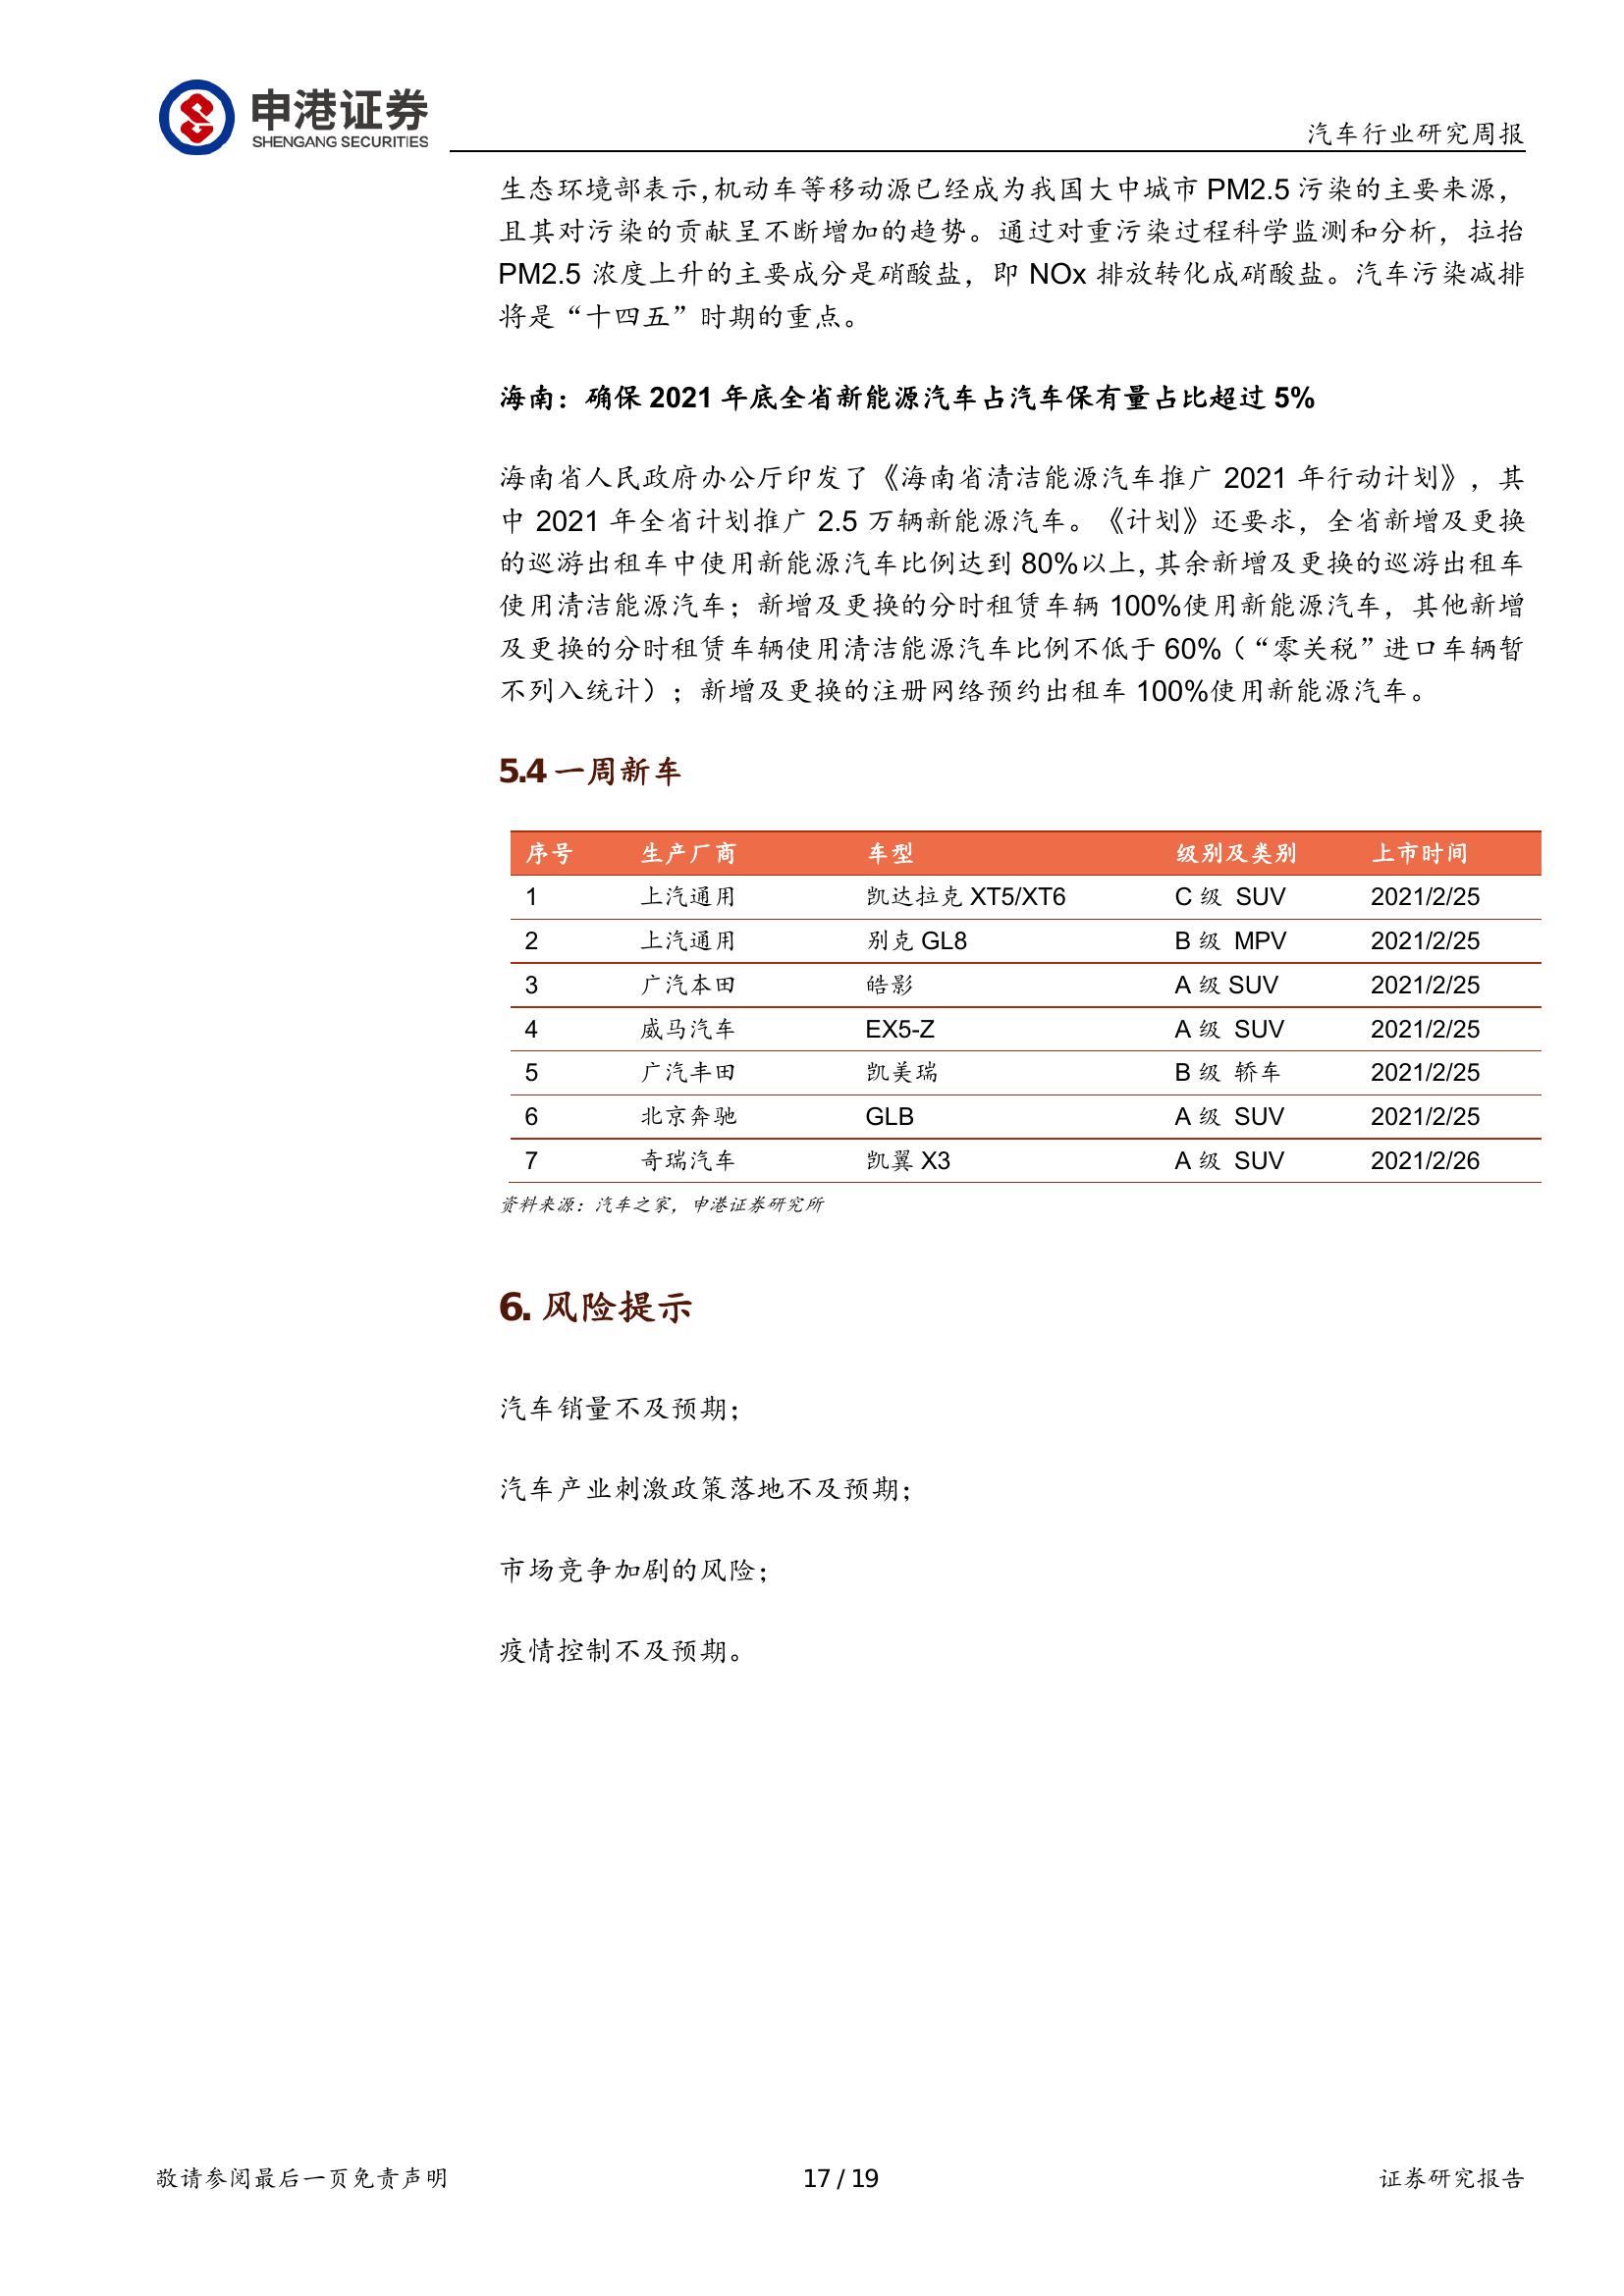 申港证券
SHENGANG SECURITIES
汽车行业研究周报
生态环境部表示,机动车等移动源已经成为我国大中城市 PM2.5 污染的主要来源，
且其对污染的贡献呈不断增加的趋势。通过对重污染过程科学监测和分析，拉抬
PM2.5 浓度上升的主要成分是硝酸盐，即 NOx 排放转化成硝酸盐。汽车污染减排
将是“十四五”时期的重点。
海南：确保 2021 年底全省新能源汽车占汽车保有量占比超过 5%
海南省人民政府办公厅印发了《海南省清洁能源汽车推广 2021 年行动计划》，其
中 2021 年全省计划推广 2.5 万辆新能源汽车。《计划》还要求，全省新增及更换
的巡游出租车中使用新能源汽车比例达到 80%以上,其余新增及更换的巡游出租车
使用清洁能源汽车；新增及更换的分时租赁车辆 100%使用新能源汽车，其他新增
及更换的分时租赁车辆使用清洁能源汽车比例不低于 60%（“零关税”进口车辆暂
不列入统计）；新增及更换的注册网络预约出租车 100%使用新能源汽车。
5.4 一周新车
序号 生产厂商 车型 级别及类别 上市时间
1 上汽通用 凯达拉克 XT5/XT6 C 级 SUV 2021/2/25
2 上汽通用 别克 GL8 B 级 MPV 2021/2/25
3 广汽本田 皓影 A 级 SUV 2021/2/25
4 威马汽车 EX5-Z A 级 SUV 2021/2/25
5 广汽丰田 凯美瑞 B 级 轿车 2021/2/25
6 北京奔驰 GLB A 级 SUV 2021/2/25
7 奇瑞汽车 凯翼 X3 A 级 SUV 2021/2/26
资料来源：汽车之家，申港证券研究所
6. 风险提示
汽车销量不及预期；
汽车产业刺激政策落地不及预期；
市场竞争加剧的风险；
疫情控制不及预期。
敬请参阅最后一页免责声明 17 / 19 证券研究报告